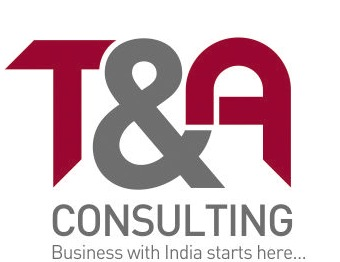 T&A
CONSULTING
Business with India starts here...